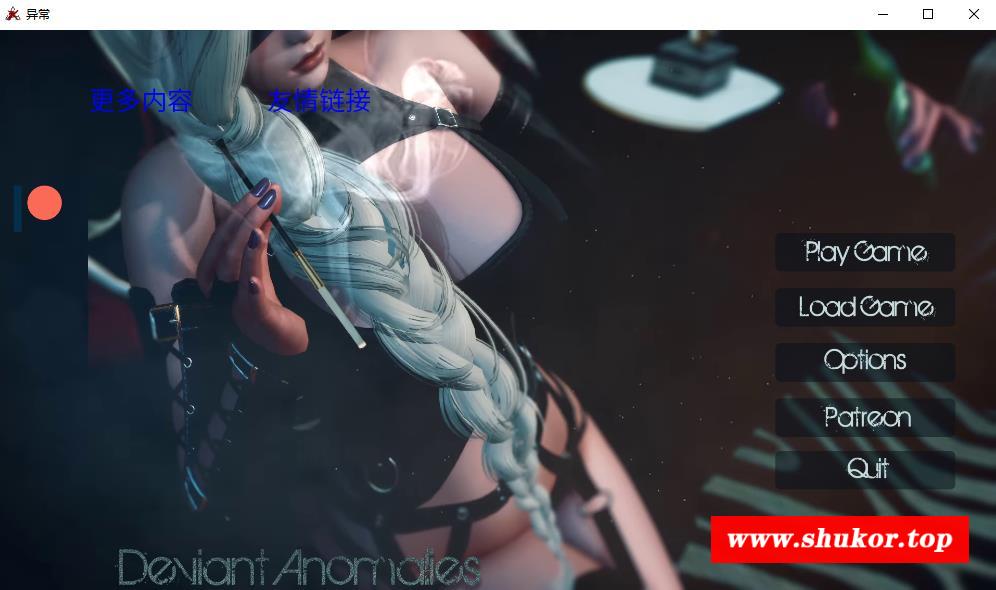 异常
更多内容
友情链接
Play Game
Load Game
Options
Patreon
Quit
www.shukor.top
Deviant Anomalies